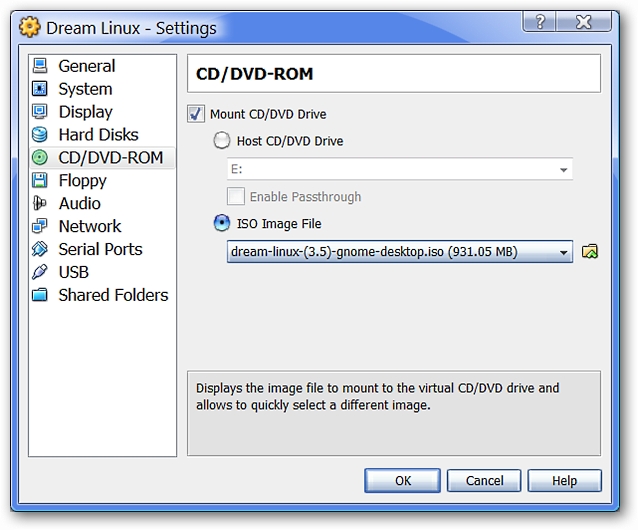 Dream Linux - Settings
General
System
Display
Hard Disks
CD/DVD-ROM
Floppy
Audio
Network
Serial Ports
USB
Shared Folders
CD/DVD-ROM
Mount CD/DVD Drive
Host CD/DVD Drive
E:
Enable Passthrough
ISO Image File
dream-linux-(3.5)-gnome-desktop.iso (931.05 MB)
Displays the image file to mount to the virtual CD/DVD drive and
allows to quickly select a different image.
OK Cancel Help